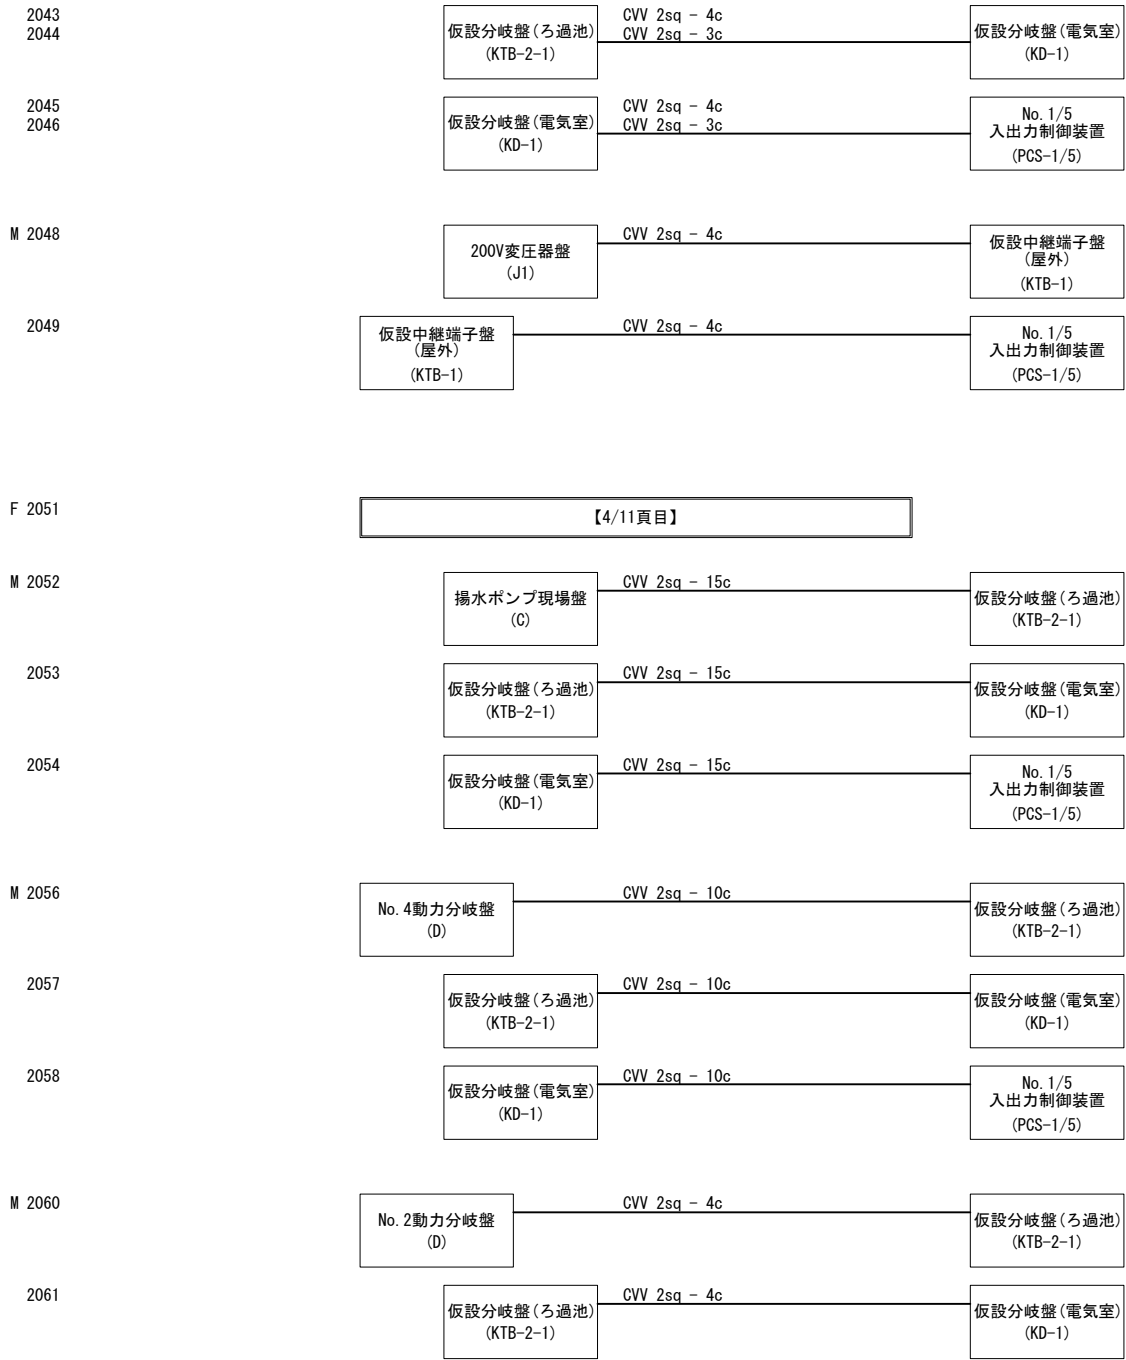 2043
2044
仮設分岐盤(ろ過池)
(KTB-2-1)
CVV 2sq - 4c
CVV 2sq - 3c
仮設分岐盤(電気室)
(KD-1)
2045
2046
仮設分岐盤(電気室)
(KD-1)
CVV 2sq - 4c
CVV 2sq - 3c
No.1/5
入出力制御装置
(PCS-1/5)
M 2048
200V変圧器盤
(J1)
CVV 2sq - 4c
仮設中継端子盤
(屋外)
(KTB-1)
2049
仮設中継端子盤
(屋外)
(KTB-1)
CVV 2sq - 4c
No.1/5
入出力制御装置
(PCS-1/5)
F 2051
【4/11頁目】
M 2052
揚水ポンプ現場盤
(C)
CVV 2sq - 15c
仮設分岐盤(ろ過池)
(KTB-2-1)
2053
仮設分岐盤(ろ過池)
(KTB-2-1)
CVV 2sq - 15c
仮設分岐盤(電気室)
(KD-1)
2054
仮設分岐盤(電気室)
(KD-1)
CVV 2sq - 15c
No.1/5
入出力制御装置
(PCS-1/5)
M 2056
No.4動力分岐盤
(D)
CVV 2sq - 10c
仮設分岐盤(ろ過池)
(KTB-2-1)
2057
仮設分岐盤(ろ過池)
(KTB-2-1)
CVV 2sq - 10c
仮設分岐盤(電気室)
(KD-1)
2058
仮設分岐盤(電気室)
(KD-1)
CVV 2sq - 10c
No.1/5
入出力制御装置
(PCS-1/5)
M 2060
No.2動力分岐盤
(D)
CVV 2sq - 4c
仮設分岐盤(ろ過池)
(KTB-2-1)
2061
仮設分岐盤(ろ過池)
(KTB-2-1)
CVV 2sq - 4c
仮設分岐盤(電気室)
(KD-1)